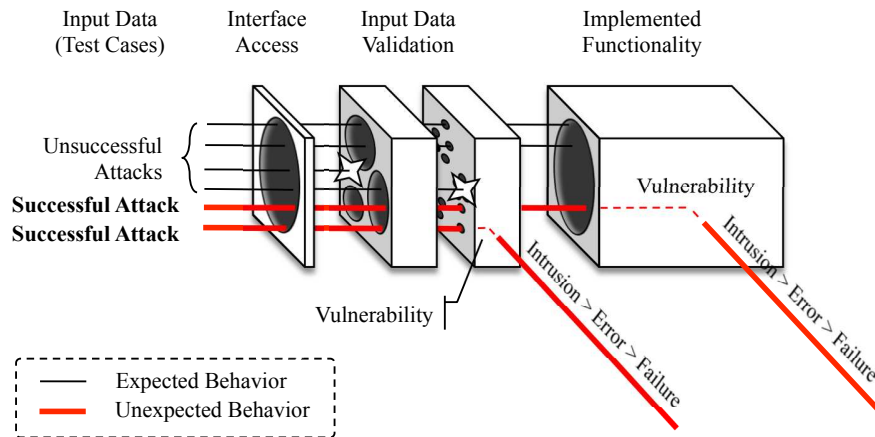 Input Data
(Test Cases)
Interface
Access
Input Data
Validation
Implemented
Functionality
Unsuccessful
Attacks
Successful Attack
Successful Attack
Vulnerability
Vulnerability
Intrusion > Error > Failure
Intrusion > Error > Failure
Expected Behavior
Unexpected Behavior